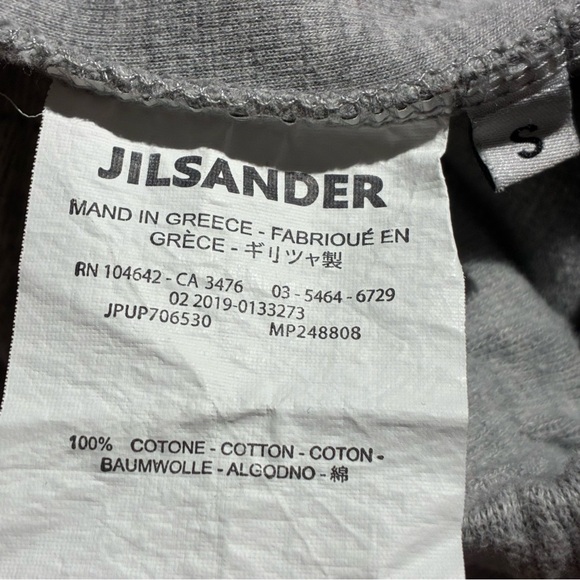 JILSANDER
MAND IN GREECE - FABRIOUÉ EN
GRÈCE - ギリツャ製
RN 104642 - CA 3476 03 - 5464 - 6729
02 2019-0133273
JPUP706530 MP248808
100% COTONE - COTTON - COTON -
BAUMWOLLE - ALGODNO - 綿
S